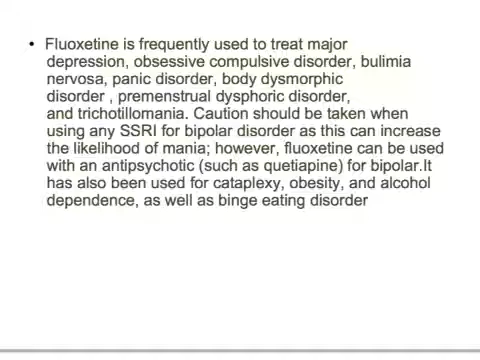 • Fluoxetine is frequently used to treat major
depression, obsessive compulsive disorder, bulimia
nervosa, panic disorder, body dysmorphic
disorder , premenstrual dysphoric disorder,
and trichotillomania. Caution should be taken when
using any SSRI for bipolar disorder as this can increase
the likelihood of mania; however, fluoxetine can be used
with an antipsychotic (such as quetiapine) for bipolar.It
has also been used for cataplexy, obesity, and alcohol
dependence, as well as binge eating disorder